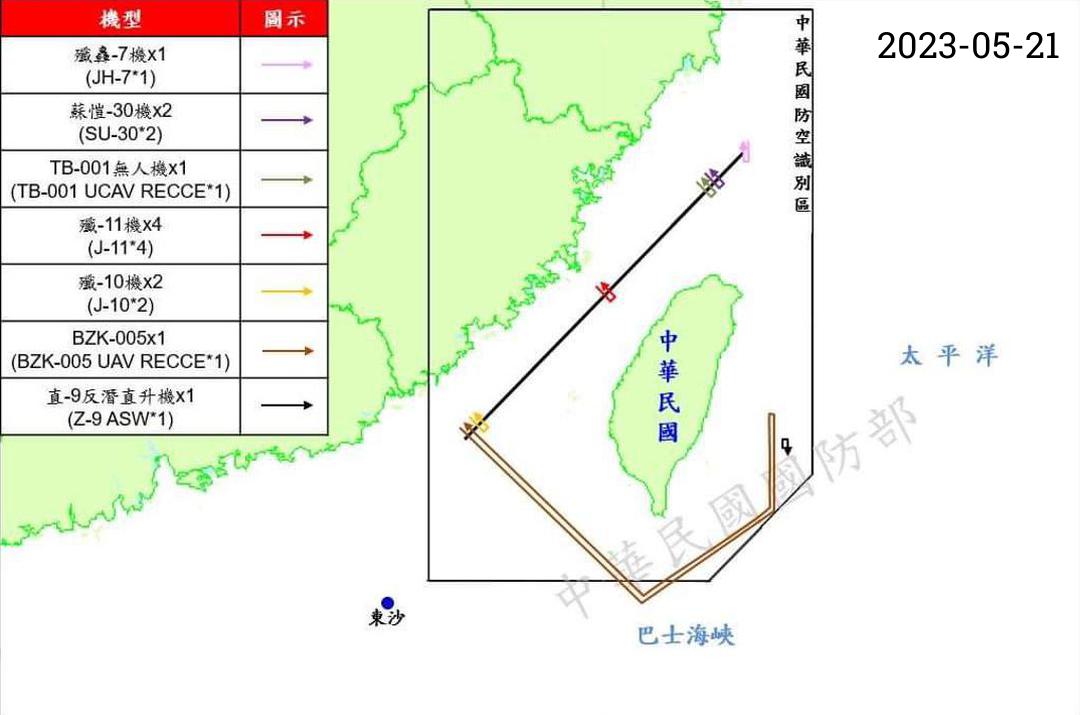 機型 圖示
殲轟-7機x1
(JH-7*1)
蘇愷-30機x2
(SU-30*2)
TB-001無人機x1
(TB-001 UCAV RECCE*1)
殲-11機x4
(J-11*4)
殲-10機x2
(J-10*2)
BZK-005x1
(BZK-005 UAV RECCE*1)
直-9反潛直升機x1
(Z-9 ASW*1)
2023-05-21
中華民國防空識別區
中華民國
太平洋
中華民國國防部
東沙
巴士海峽